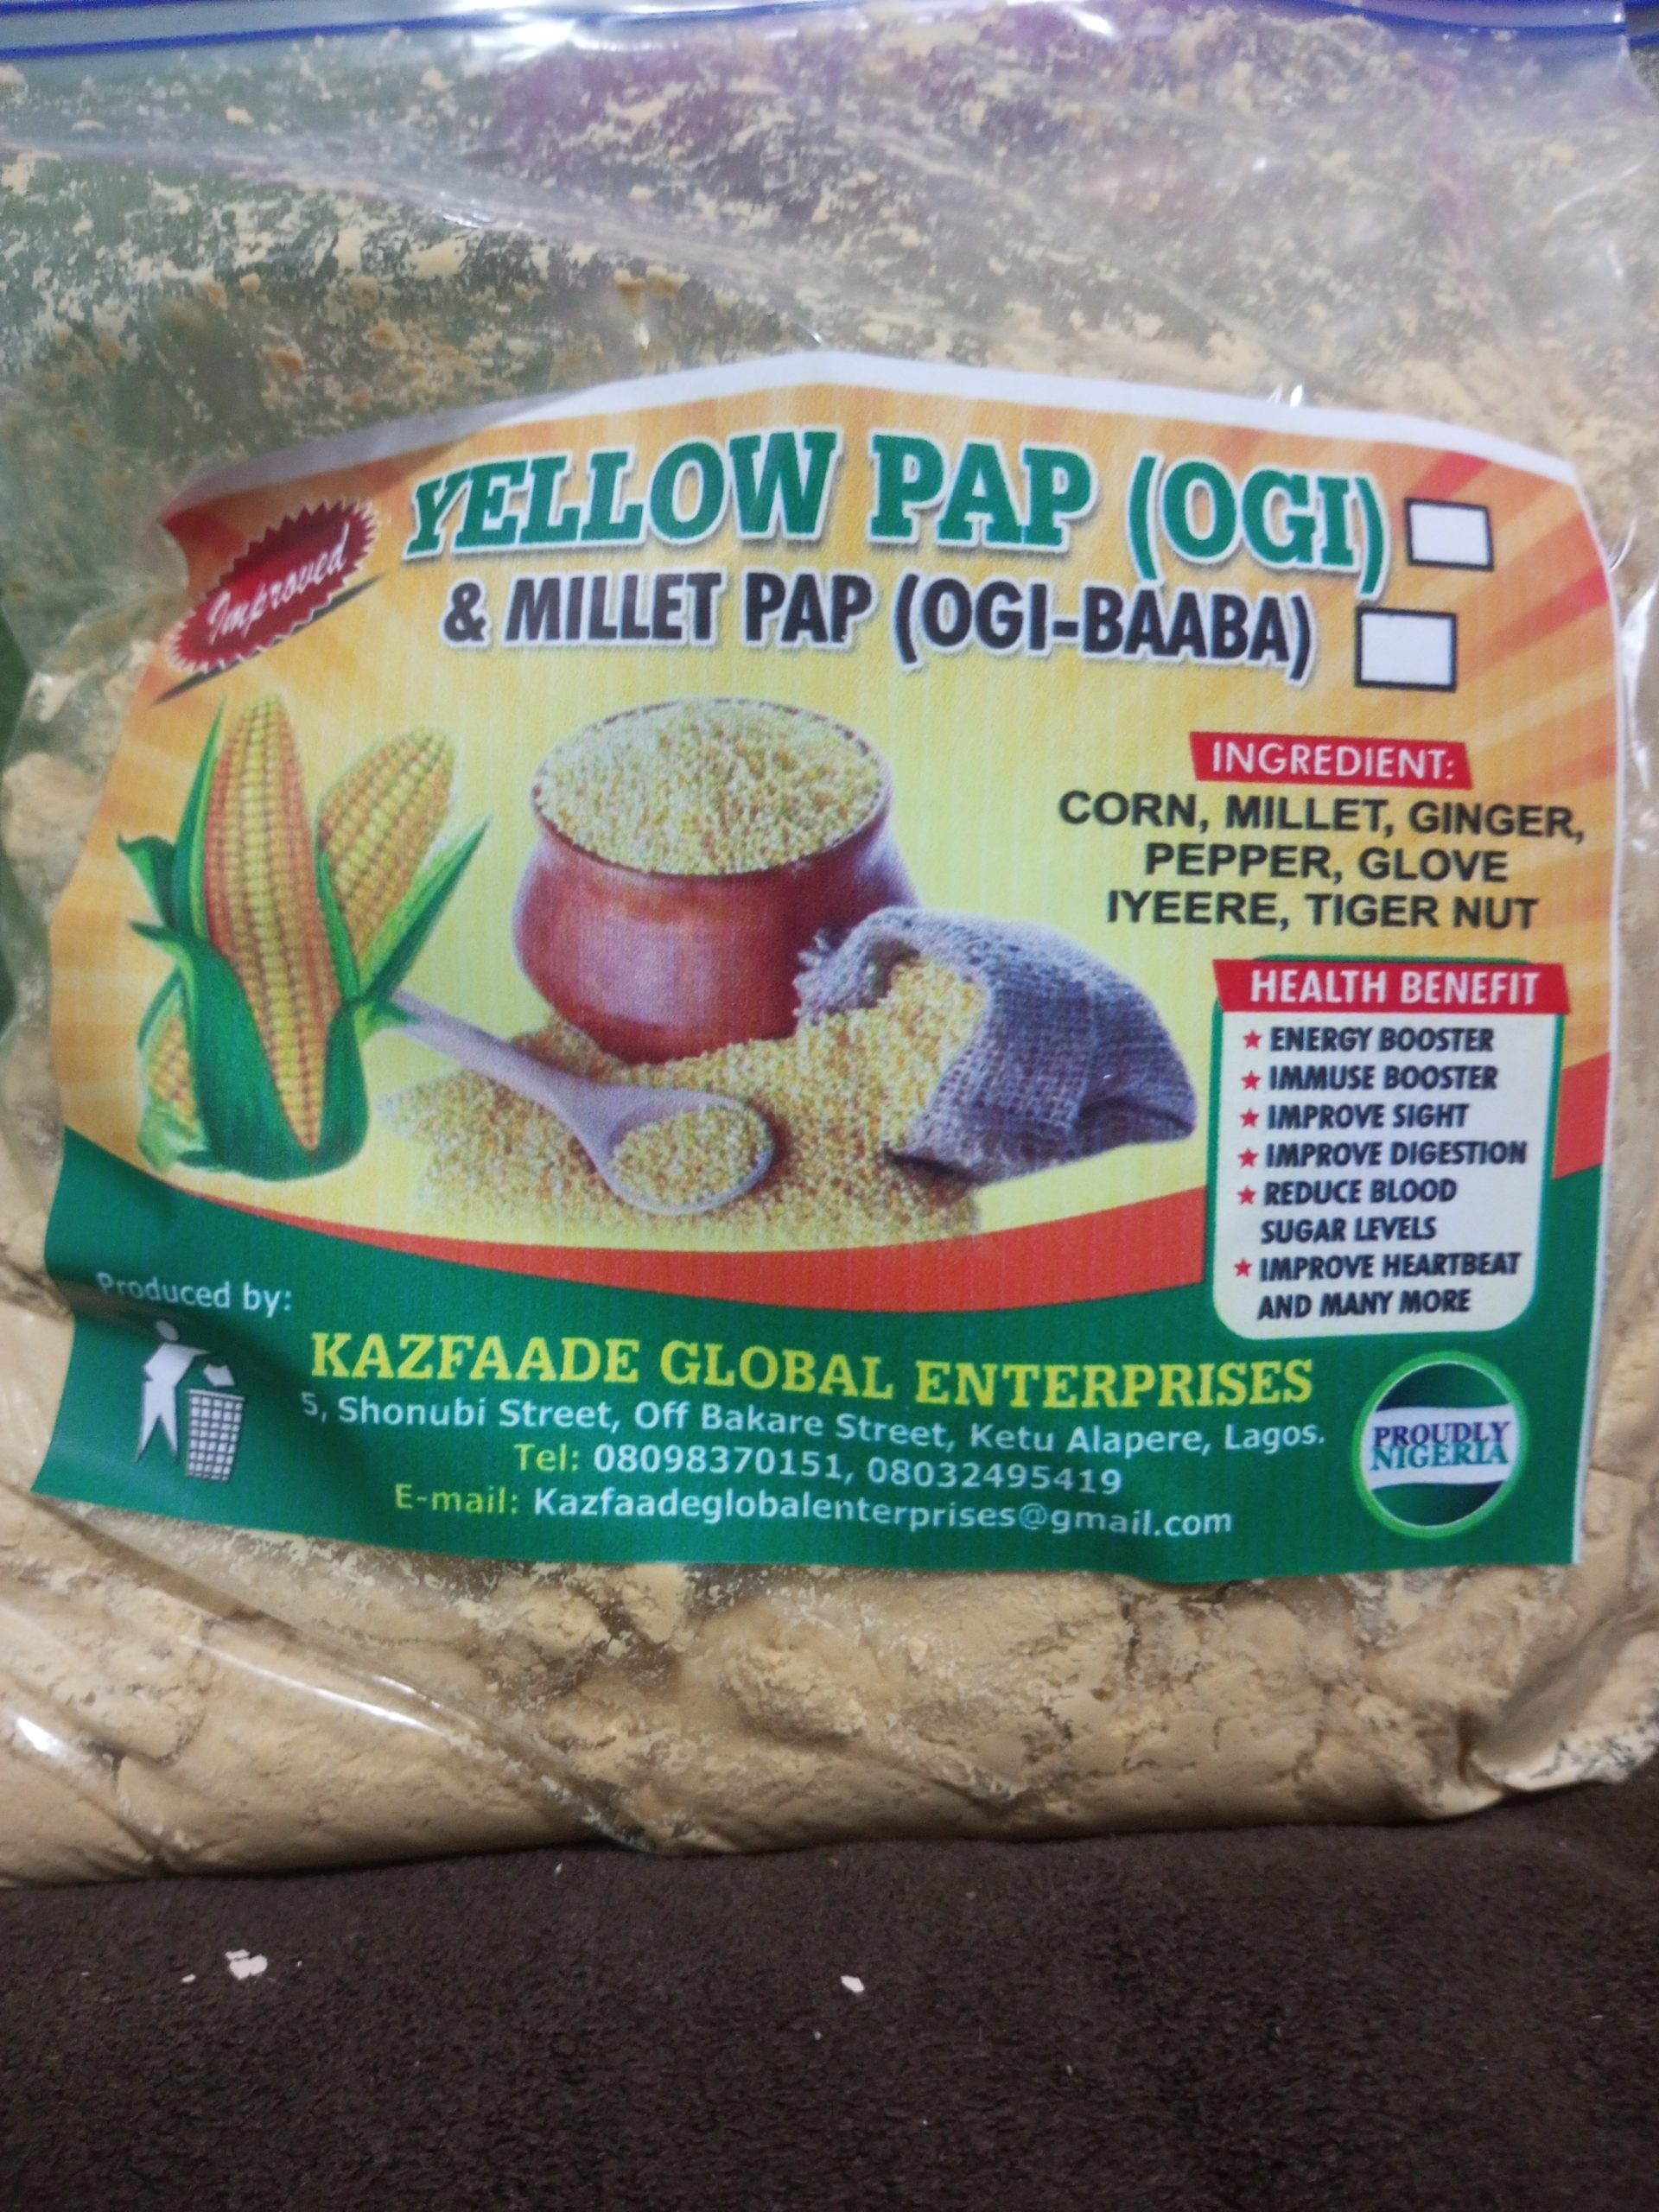 Improved
YELLOW PAP (OGI)
& MILLET PAP (OGI-BAABA)
INGREDIENT:
CORN, MILLET, GINGER,
PEPPER, GLOVE
IYEERE, TIGER NUT
HEALTH BENEFIT
★ ENERGY BOOSTER
★ IMMUSE BOOSTER
★ IMPROVE SIGHT
★ IMPROVE DIGESTION
★ REDUCE BLOOD
SUGAR LEVELS
★ IMPROVE HEARTBEAT
AND MANY MORE
Produced by:
KAZFAADE GLOBAL ENTERPRISES
5, Shonubi Street, Off Bakare Street, Ketu Alapere, Lagos.
Tel: 08098370151, 08032495419
E-mail: Kazfaadeglobalenterprises@gmail.com
PROUDLY
NIGERIA